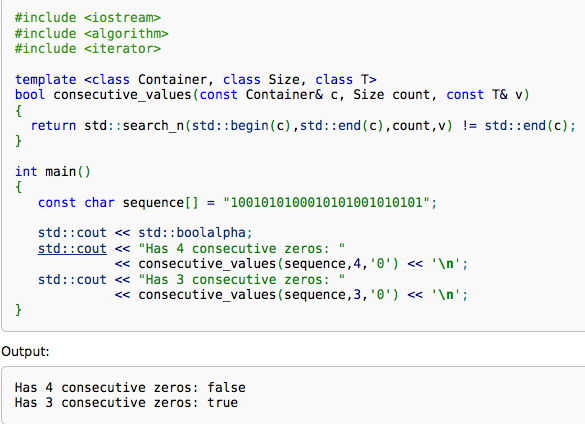 #include <iostream>
#include <algorithm>
#include <iterator>
template <class Container, class Size, class T>
bool consecutive_values(const Container& c, Size count, const T& v)
{
  return std::search_n(std::begin(c),std::end(c),count,v) != std::end(c);
}
int main()
{
   const char sequence[] = "1001010100010101001010101";
   std::cout << std::boolalpha;
   std::cout << "Has 4 consecutive zeros: "
             << consecutive_values(sequence,4,'0') << '\n';
   std::cout << "Has 3 consecutive zeros: "
             << consecutive_values(sequence,3,'0') << '\n';
}
Output:
Has 4 consecutive zeros: false
Has 3 consecutive zeros: true